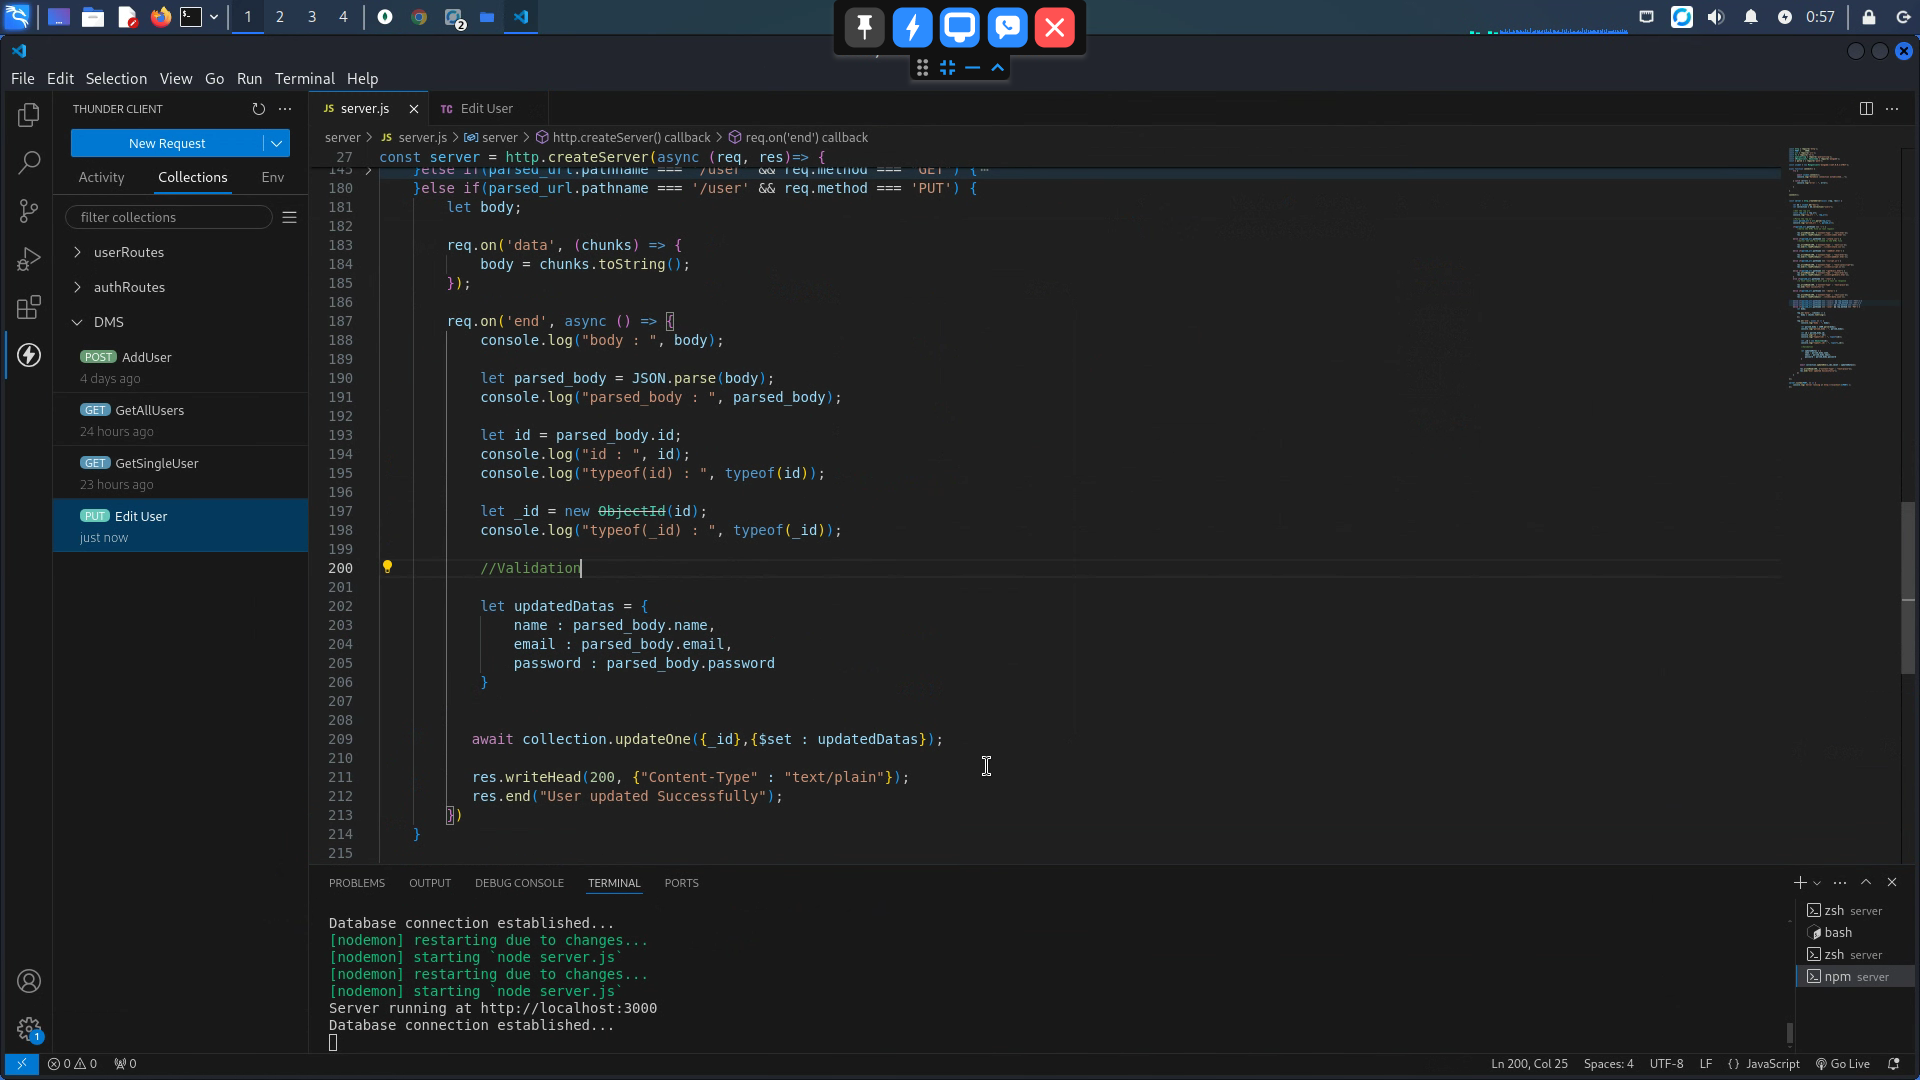 1 2 3 4
2
0:57
File Edit Selection View Go Run Terminal Help
THUNDER CLIENT
New Request
Activity Collections Env
filter collections
userRoutes
authRoutes
DMS
POST AddUser
4 days ago
GET GetAllUsers
24 hours ago
GET GetSingleUser
23 hours ago
PUT Edit User
just now
1
JS server.js
TC Edit User
server > JS server.js > server > http.createServer() callback > req.on('end') callback
27 const server = http.createServer(async (req, res)=> {
145 }else if(parsed_url.pathname === '/user' && req.method === 'GET') {⋯
180 }else if(parsed_url.pathname === '/user' && req.method === 'PUT') {
181 let body;
182
183 req.on('data', (chunks) => {
184 body = chunks.toString();
185 });
186
187 req.on('end', async () => {
188 console.log("body : ", body);
189
190 let parsed_body = JSON.parse(body);
191 console.log("parsed_body : ", parsed_body);
192
193 let id = parsed_body.id;
194 console.log("id : ", id);
195 console.log("typeof(id) : ", typeof(id));
196
197 let _id = new ObjectId(id);
198 console.log("typeof(_id) : ", typeof(_id));
199
200 //Validation
201
202 let updatedDatas = {
203 name : parsed_body.name,
204 email : parsed_body.email,
205 password : parsed_body.password
206 }
207
208
209 await collection.updateOne({_id},{$set : updatedDatas});
210
211 res.writeHead(200, {"Content-Type" : "text/plain"});
212 res.end("User updated Successfully");
213 })
214 }
215
PROBLEMS OUTPUT DEBUG CONSOLE TERMINAL PORTS
Database connection established...
[nodemon] restarting due to changes...
[nodemon] starting `node server.js`
[nodemon] restarting due to changes...
[nodemon] starting `node server.js`
Server running at http://localhost:3000
Database connection established...
zsh server
bash
zsh server
npm server
0 0 0
Ln 200, Col 25 Spaces: 4 UTF-8 LF {} JavaScript Go Live